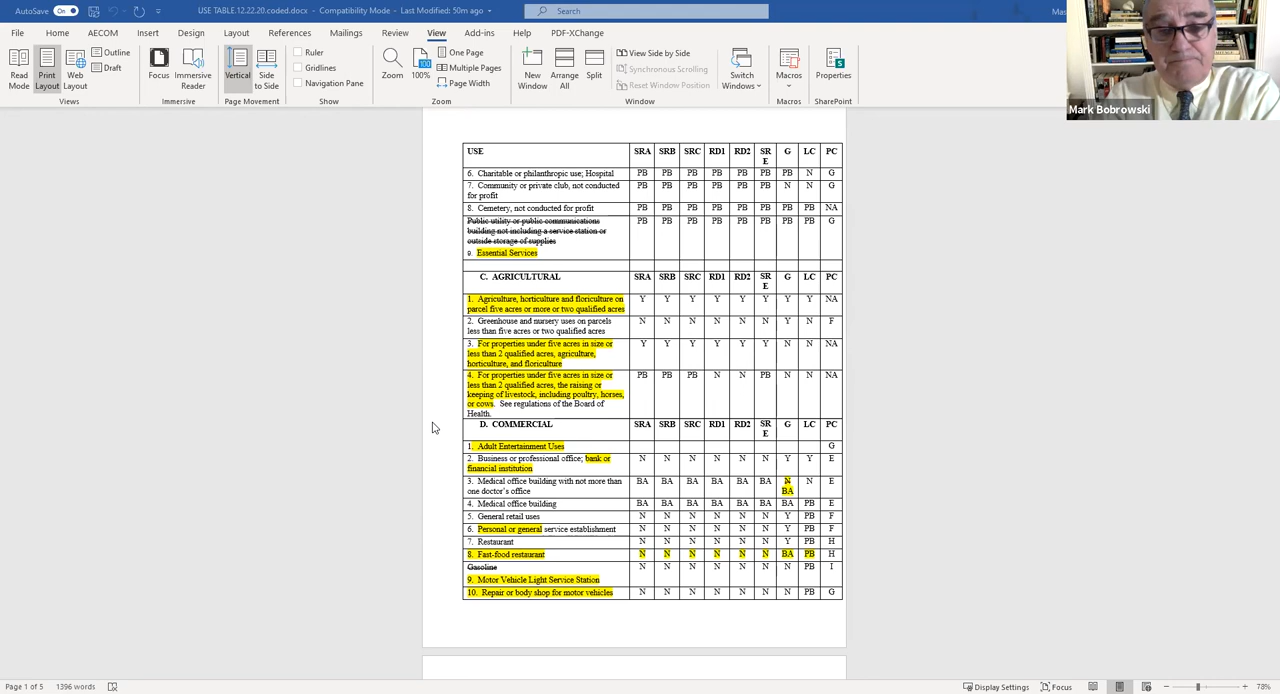 AutoSave On USE TABLE.12.22.20.coded.docx - Compatibility Mode - Last Modified: 50m ago Search Mas
File Home AECOM Insert Design Layout References Mailings Review View Add-ins Help PDF-XChange
Read Mode Print Layout Web Layout Outline Draft Focus Immersive Reader Vertical Side to Side Ruler Gridlines Navigation Pane Zoom 100 100% One Page Multiple Pages Page Width New Window Arrange All Split View Side by Side Synchronous Scrolling Reset Window Position Switch Windows Macros Properties
Views Immersive Page Movement Show Zoom Window Macros SharePoint
Mark Bobrowski
USE SRA SRB SRC RD1 RD2 SR E G LC PC
6. Charitable or philanthropic use; Hospital PB PB PB PB PB PB PB N G
7. Community or private club, not conducted
for profit PB PB PB PB PB PB N N G
8. Cemetery, not conducted for profit PB PB PB PB PB PB PB PB NA
Public utility or public communications
building not including a service station or
outside storage of supplies
9. Essential Services PB PB PB PB PB PB PB PB G
C. AGRICULTURAL SRA SRB SRC RD1 RD2 SR E G LC PC
1. Agriculture, horticulture and floriculture on
parcel five acres or more or two qualified acres Y Y Y Y Y Y Y Y NA
2. Greenhouse and nursery uses on parcels
less than five acres or two qualified acres N N N N N N Y N F
3. For properties under five acres in size or
less than 2 qualified acres, agriculture,
horticulture, and floriculture Y Y Y Y Y Y N N NA
4. For properties under five acres in size or
less than 2 qualified acres, the raising or
keeping of livestock, including poultry, horses,
or cows. See regulations of the Board of
Health. PB PB PB N N PB N N NA
D. COMMERCIAL SRA SRB SRC RD1 RD2 SR E G LC PC
1. Adult Entertainment Uses G
2. Business or professional office; bank or
financial institution N N N N N N Y Y E
3. Medical office building with not more than
one doctor's office BA BA BA BA BA BA N BA N E
4. Medical office building BA BA BA BA BA BA BA PB E
5. General retail uses N N N N N N Y PB F
6. Personal or general service establishment N N N N N N Y PB F
7. Restaurant N N N N N N Y PB H
8. Fast-food restaurant N N N N N N BA PB H
Gasoline
9. Motor Vehicle Light Service Station N N N N N N N PB I
10. Repair or body shop for motor vehicles N N N N N N N PB G
Page 1 of 5 1396 words Display Settings Focus 78%